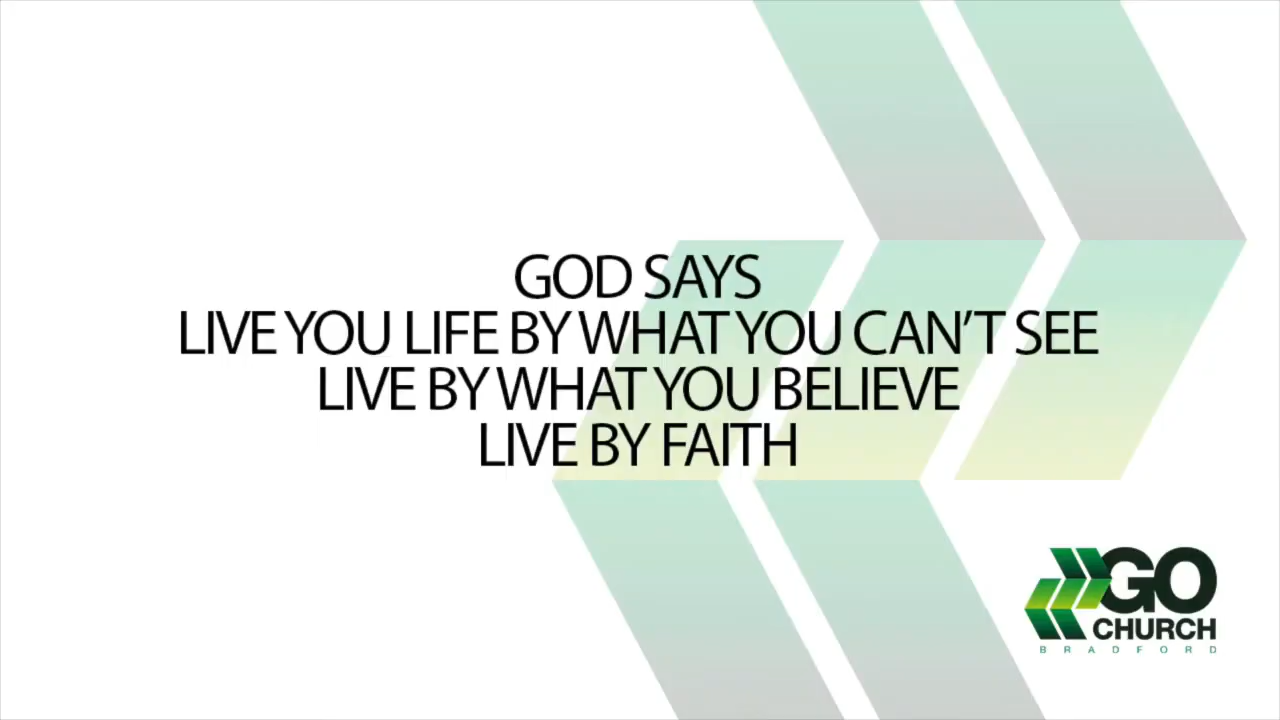 GOD SAYS
LIVE YOU LIFE BY WHAT YOU CAN'T SEE
LIVE BY WHAT YOU BELIEVE
LIVE BY FAITH
GO
CHURCH
BRADFORD